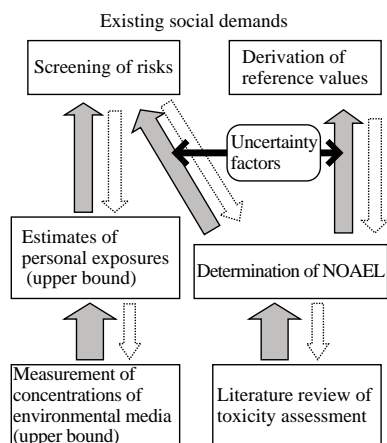 Existing social demands
Screening of risks
Derivation of
reference values
Uncertainty
factors
Estimates of
personal exposures
(upper bound)
Determination of NOAEL
Measurement of
concentrations of
environmental media
(upper bound)
Literature review of
toxicity assessment